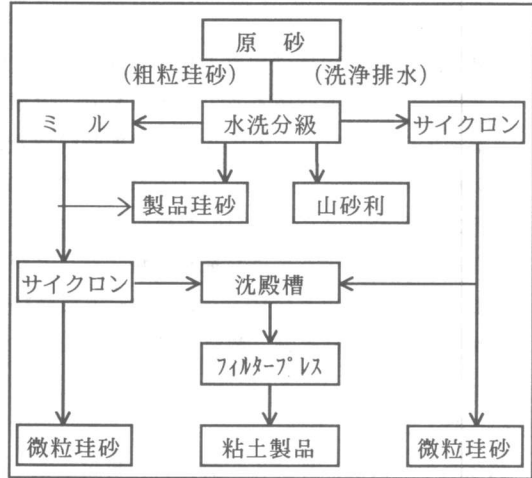 原 砂
(粗粒珪砂) (洗浄排水)
ミ ル 水洗分級 サイクロン
製品珪砂 山砂利
サイクロン 沈殿槽
フィルタープレス
微粒珪砂 粘土製品 微粒珪砂